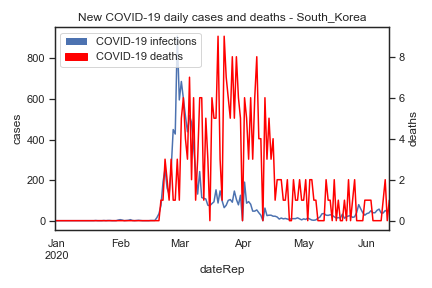 New COVID-19 daily cases and deaths - South_Korea
COVID-19 infections
COVID-19 deaths
800
600
400
200
0
cases
8
6
4
2
0
deaths
Jan
2020
Feb
Mar
Apr
May
Jun
dateRep